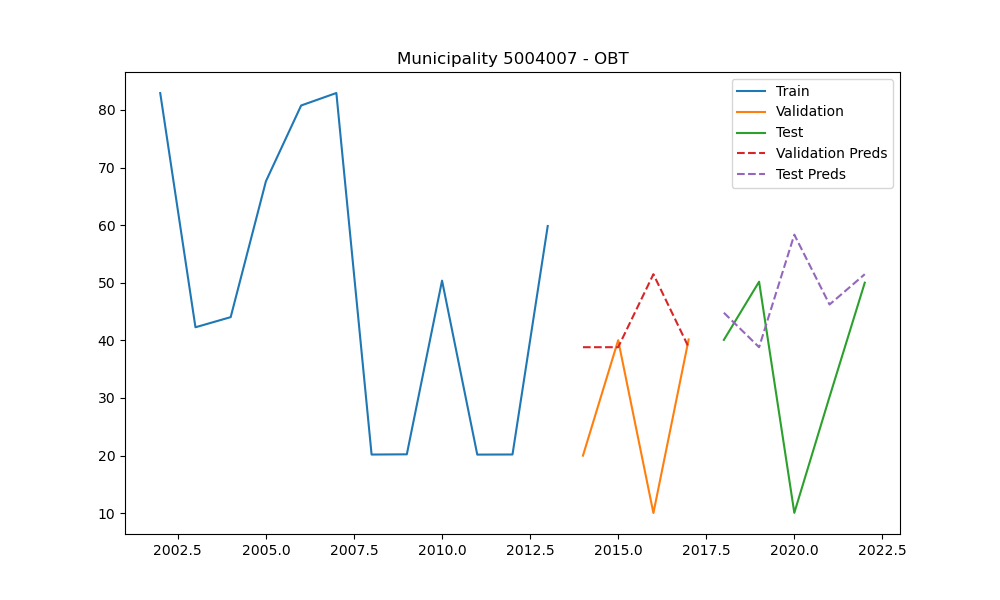 Municipality 5004007 - OBT
Train
Validation
Test
Validation Preds
Test Preds
80
70
60
50
40
30
20
10
2002.5 2005.0 2007.5 2010.0 2012.5 2015.0 2017.5 2020.0 2022.5